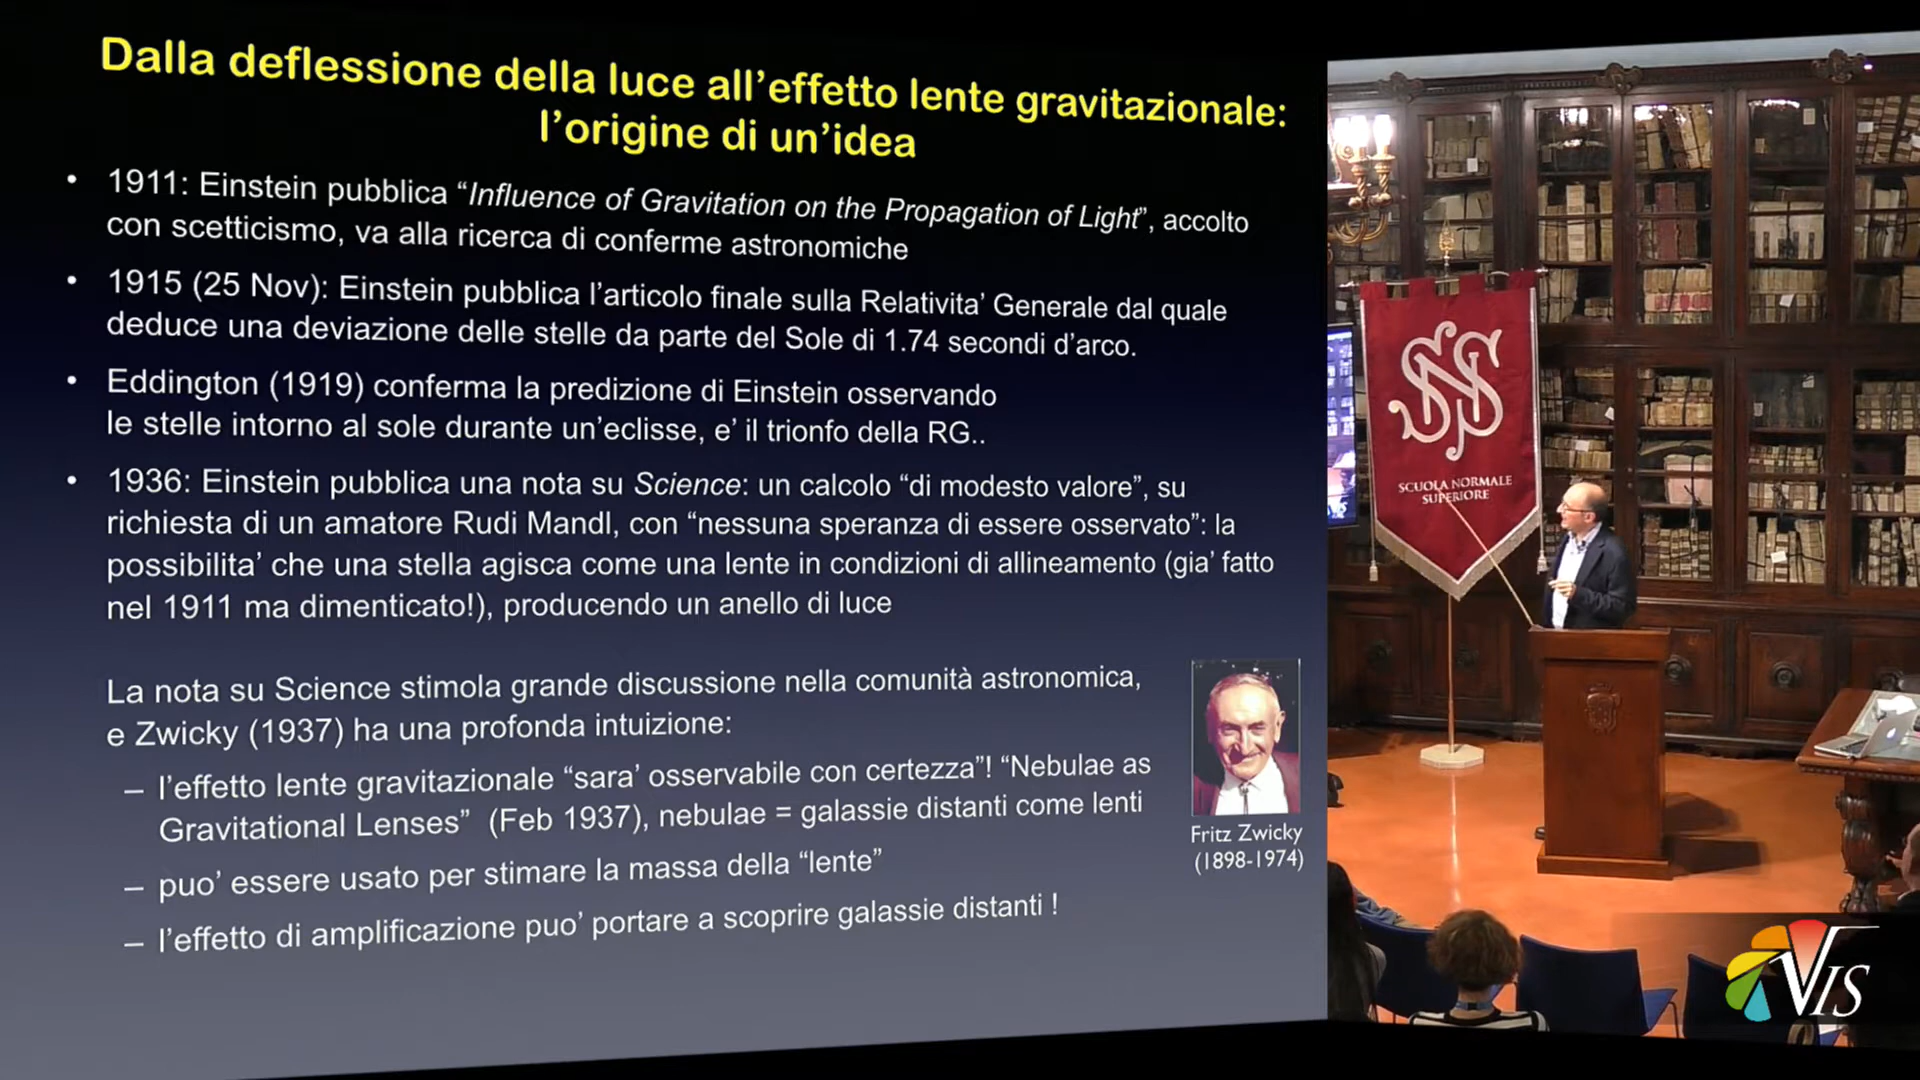 Dalla deflessione della luce all'effetto lente gravitazionale:
l'origine di un'idea
• 1911: Einstein pubblica “Influence of Gravitation on the Propagation of Light”, accolto
con scetticismo, va alla ricerca di conferme astronomiche
• 1915 (25 Nov): Einstein pubblica l'articolo finale sulla Relativita' Generale dal quale
deduce una deviazione delle stelle da parte del Sole di 1.74 secondi d'arco.
• Eddington (1919) conferma la predizione di Einstein osservando
le stelle intorno al sole durante un'eclisse, e' il trionfo della RG..
• 1936: Einstein pubblica una nota su Science: un calcolo “di modesto valore”, su
richiesta di un amatore Rudi Mandl, con “nessuna speranza di essere osservato”: la
possibilita' che una stella agisca come una lente in condizioni di allineamento (gia' fatto
nel 1911 ma dimenticato!), producendo un anello di luce
La nota su Science stimola grande discussione nella comunità astronomica,
e Zwicky (1937) ha una profonda intuizione:
– l'effetto lente gravitazionale “sara' osservabile con certezza”! “Nebulae as
Gravitational Lenses” (Feb 1937), nebulae = galassie distanti come lenti
– puo' essere usato per stimare la massa della “lente”
– l'effetto di amplificazione puo' portare a scoprire galassie distanti !
Fritz Zwicky
(1898-1974)
SNS
SCUOLA NORMALE
SUPERIORE
VIS